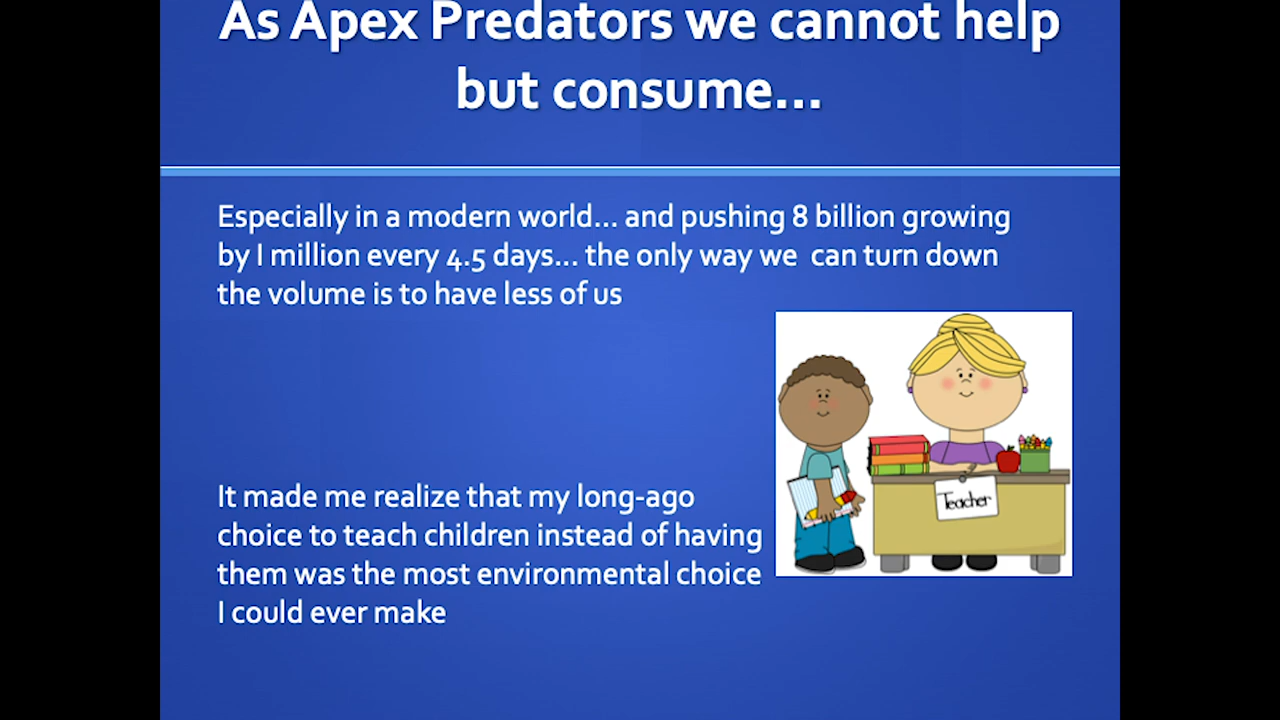 As Apex Predators we cannot help
but consume...
Especially in a modern world... and pushing 8 billion growing
by 1 million every 4.5 days... the only way we  can turn down
the volume is to have less of us
It made me realize that my long-ago
choice to teach children instead of having
them was the most environmental choice
I could ever make
Teacher